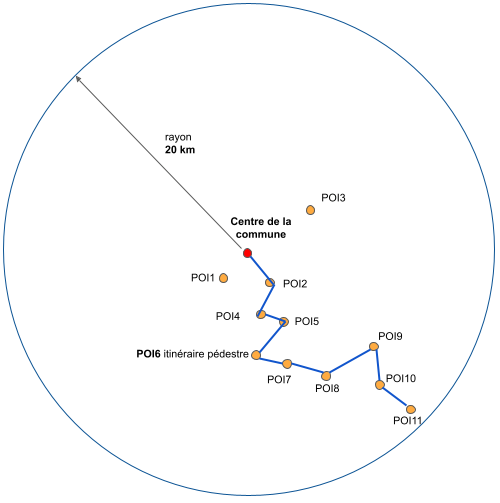 rayon
20 km
POI3
Centre de la
commune
POI1
POI2
POI4
POI5
POI6 itinéraire pédestre
POI9
POI7
POI8
POI10
POI11